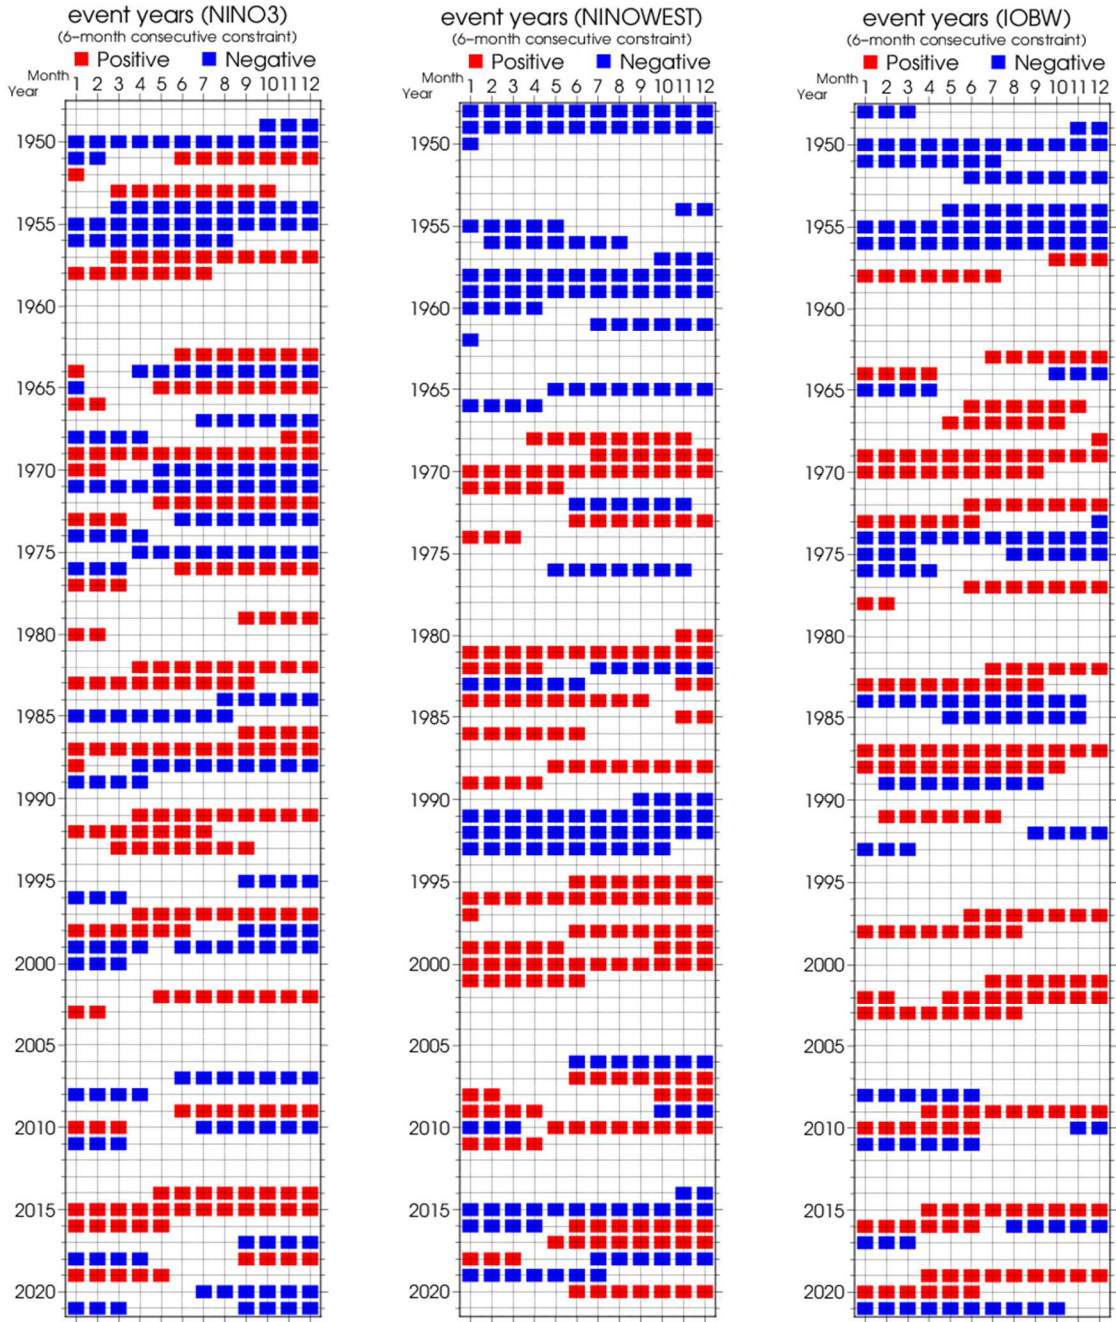 event years (NINO3)
(6-month consecutive constraint)
Positive Negative
Month
Year
1 2 3 4 5 6 7 8 9 10 11 12
1950
1955
1960
1965
1970
1975
1980
1985
1990
1995
2000
2005
2010
2015
2020
event years (NINOWEST)
(6-month consecutive constraint)
Positive Negative
Month
Year
1 2 3 4 5 6 7 8 9 10 11 12
1950
1955
1960
1965
1970
1975
1980
1985
1990
1995
2000
2005
2010
2015
2020
event years (IOBW)
(6-month consecutive constraint)
Positive Negative
Month
Year
1 2 3 4 5 6 7 8 9 10 11 12
1950
1955
1960
1965
1970
1975
1980
1985
1990
1995
2000
2005
2010
2015
2020